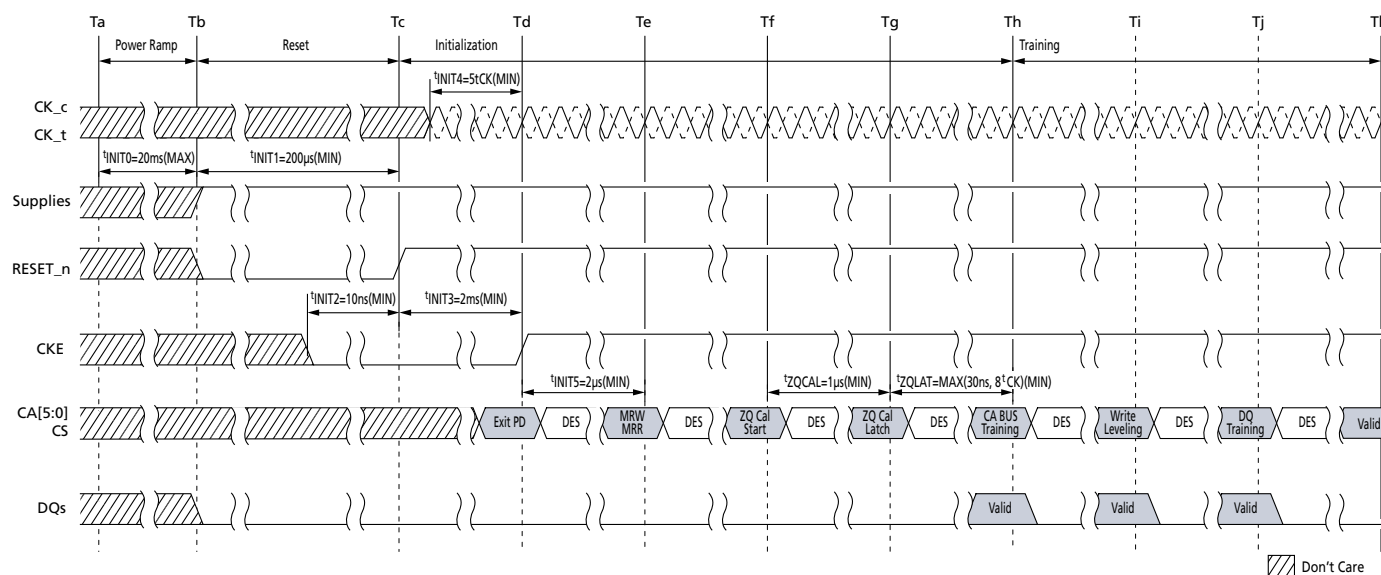 Ta Tb Tc Td Te Tf Tg Th Ti Tj
Power Ramp Reset Initialization Training
tINIT4=5tCK(MIN)
CK_c
CK_t
tINIT0=20ms(MAX) tINIT1=200µs(MIN)
Supplies
RESET_n
tINIT2=10ns(MIN) tINIT3=2ms(MIN)
CKE
tINIT5=2µs(MIN) tZQCAL=1µs(MIN) tZQLAT=MAX(30ns, 8tCK)(MIN)
CA[5:0]
CS
Exit PD DES MRW MRR DES ZQ Cal Start DES ZQ Cal Latch DES CA BUS Training DES Write Leveling DES DQ Training DES Valid
DQs Valid Valid Valid
Don't Care